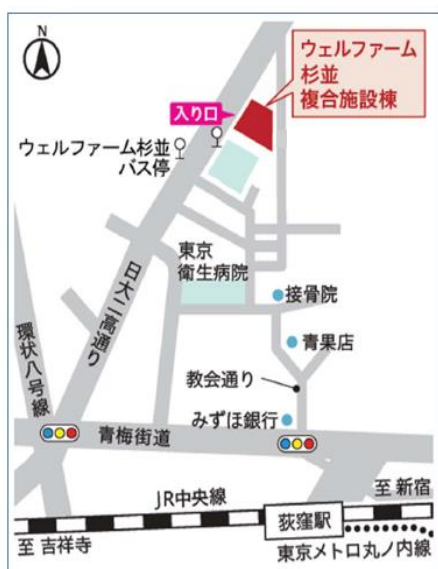 N
ウェルファーム
杉並
複合施設棟
入り口
ウェルファーム杉並
バス停
東京
衛生病院
日大二高通り
接骨院
環状八号線
青果店
教会通り
みずほ銀行
青梅街道
JR中央線
至 新宿
荻窪駅
至 吉祥寺
東京メトロ丸ノ内線